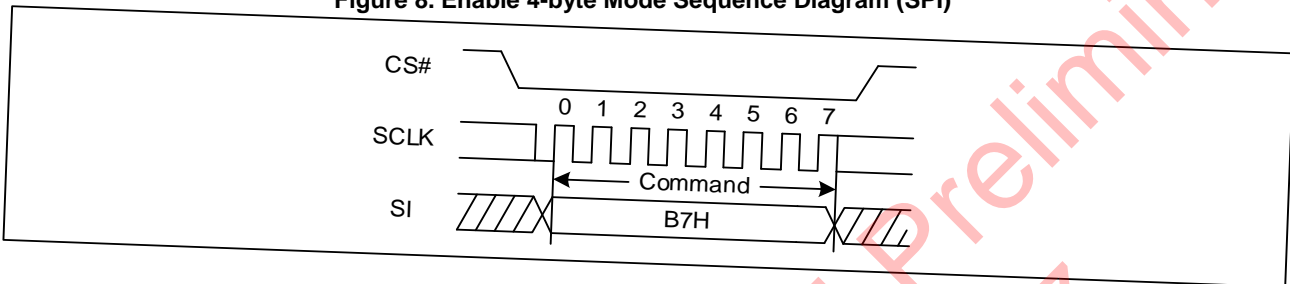 Figure 8. Enable 4-byte Mode Sequence Diagram (SPI)
CS#
0 1 2 3 4 5 6 7
SCLK
Command
SI
B7H
Prelimin